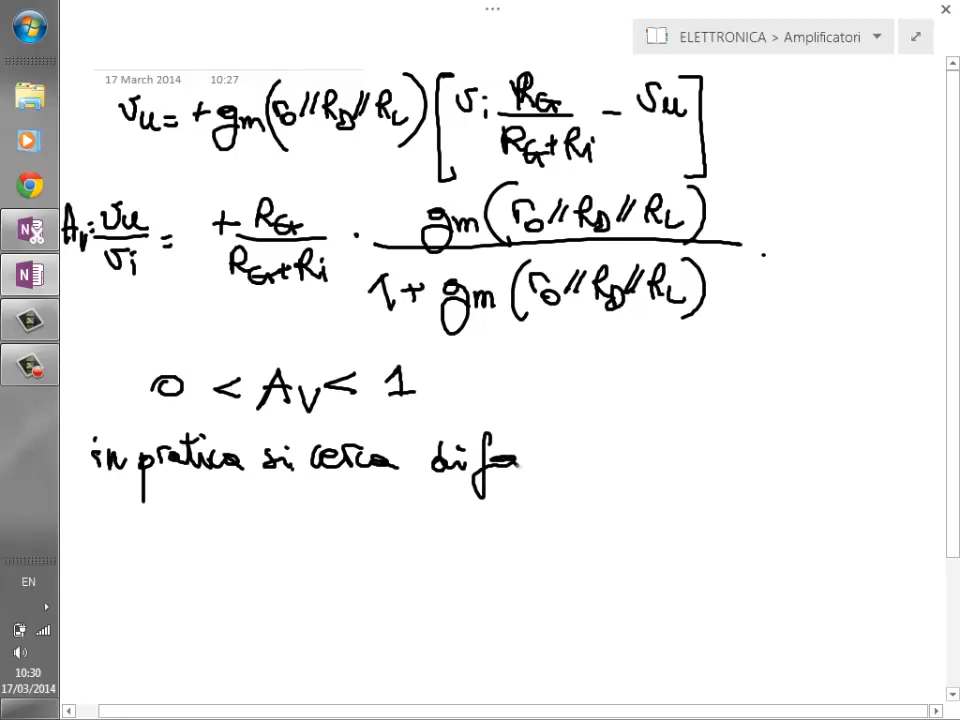 ELETTRONICA > Amplificatori
17 March 2014 10:27
vu = + gm (ro // RD // RL) [ vi RG / (RG + Ri) - vu ]
Av = vu / vi = + RG / (RG + Ri) · gm (ro // RD // RL) / (1 + gm (ro // RD // RL)) .
0 < Av < 1
in pratica si cerca di fa
EN
10:30
17/03/2014